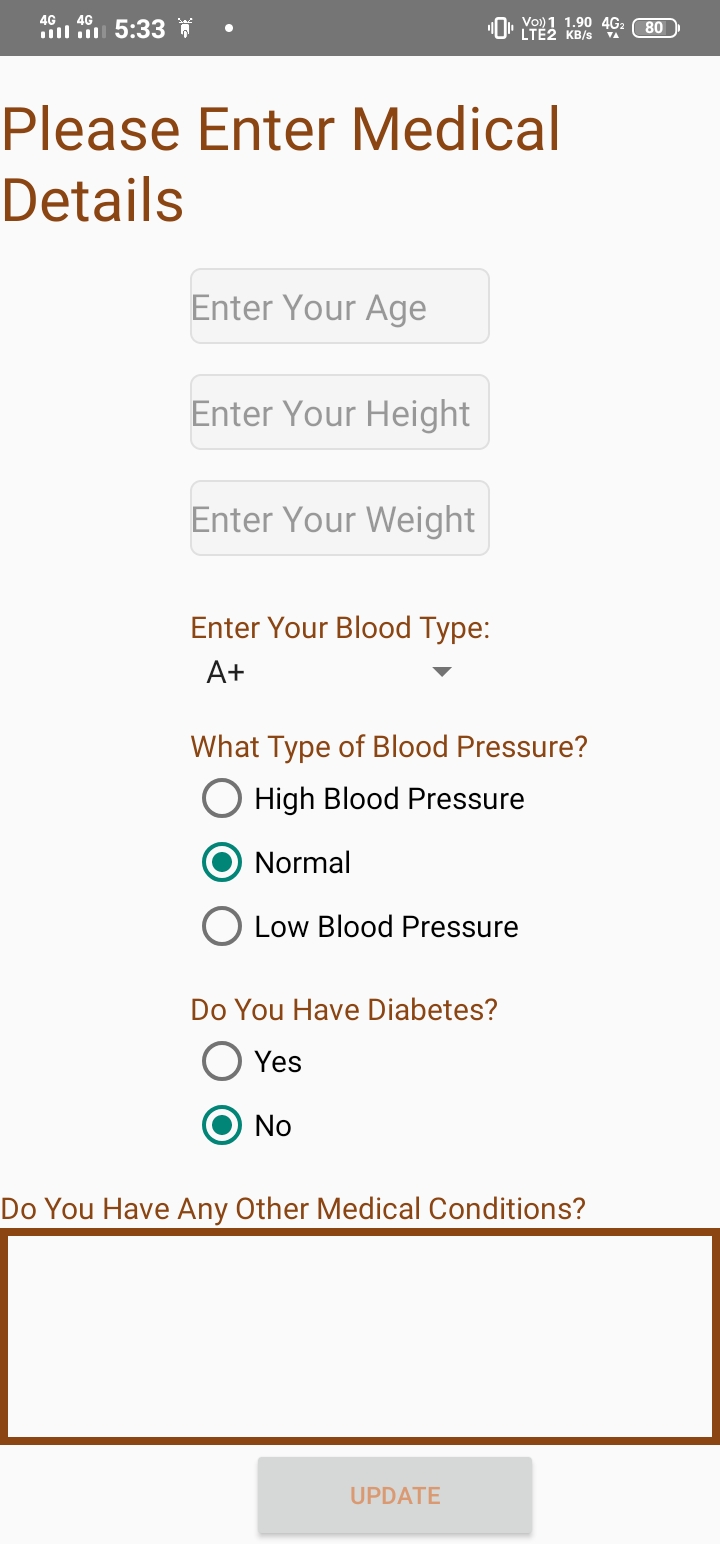 4G 4G 5:33 Vo)) 1 LTE2 1.90 KB/s 4G2 80
Please Enter Medical
Details
Enter Your Age
Enter Your Height
Enter Your Weight
Enter Your Blood Type:
A+
What Type of Blood Pressure?
High Blood Pressure
Normal
Low Blood Pressure
Do You Have Diabetes?
Yes
No
Do You Have Any Other Medical Conditions?
UPDATE